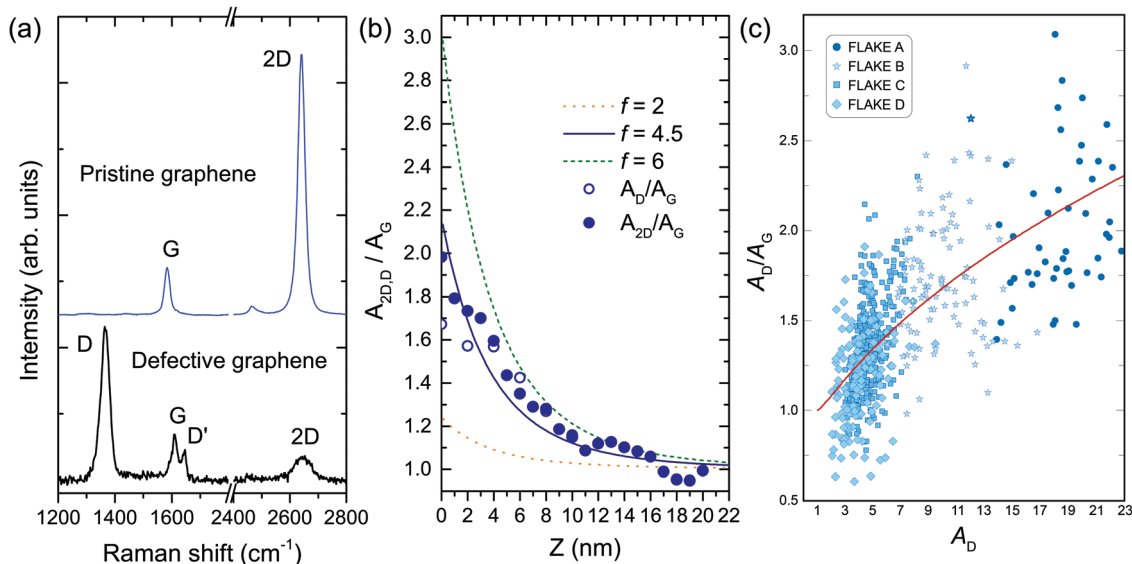 (a)
2D
Pristine graphene
G
D
Defective graphene
G
D'
2D
Intemsity (arb. units)
1200 1400 1600 2400 2600 2800
Raman shift (cm⁻¹)
(b)
3.0
2.8
2.6
2.4
2.2
2.0
1.8
1.6
1.4
1.2
1.0
A2D,D / AG
f = 2
f = 4.5
f = 6
AD/AG
A2D/AG
0 2 4 6 8 10 12 14 16 18 20 22
Z (nm)
(c)
FLAKE A
FLAKE B
FLAKE C
FLAKE D
3.0
2.5
2.0
1.5
1.0
0.5
AD/AG
1 3 5 7 9 11 13 15 17 19 21 23
AD